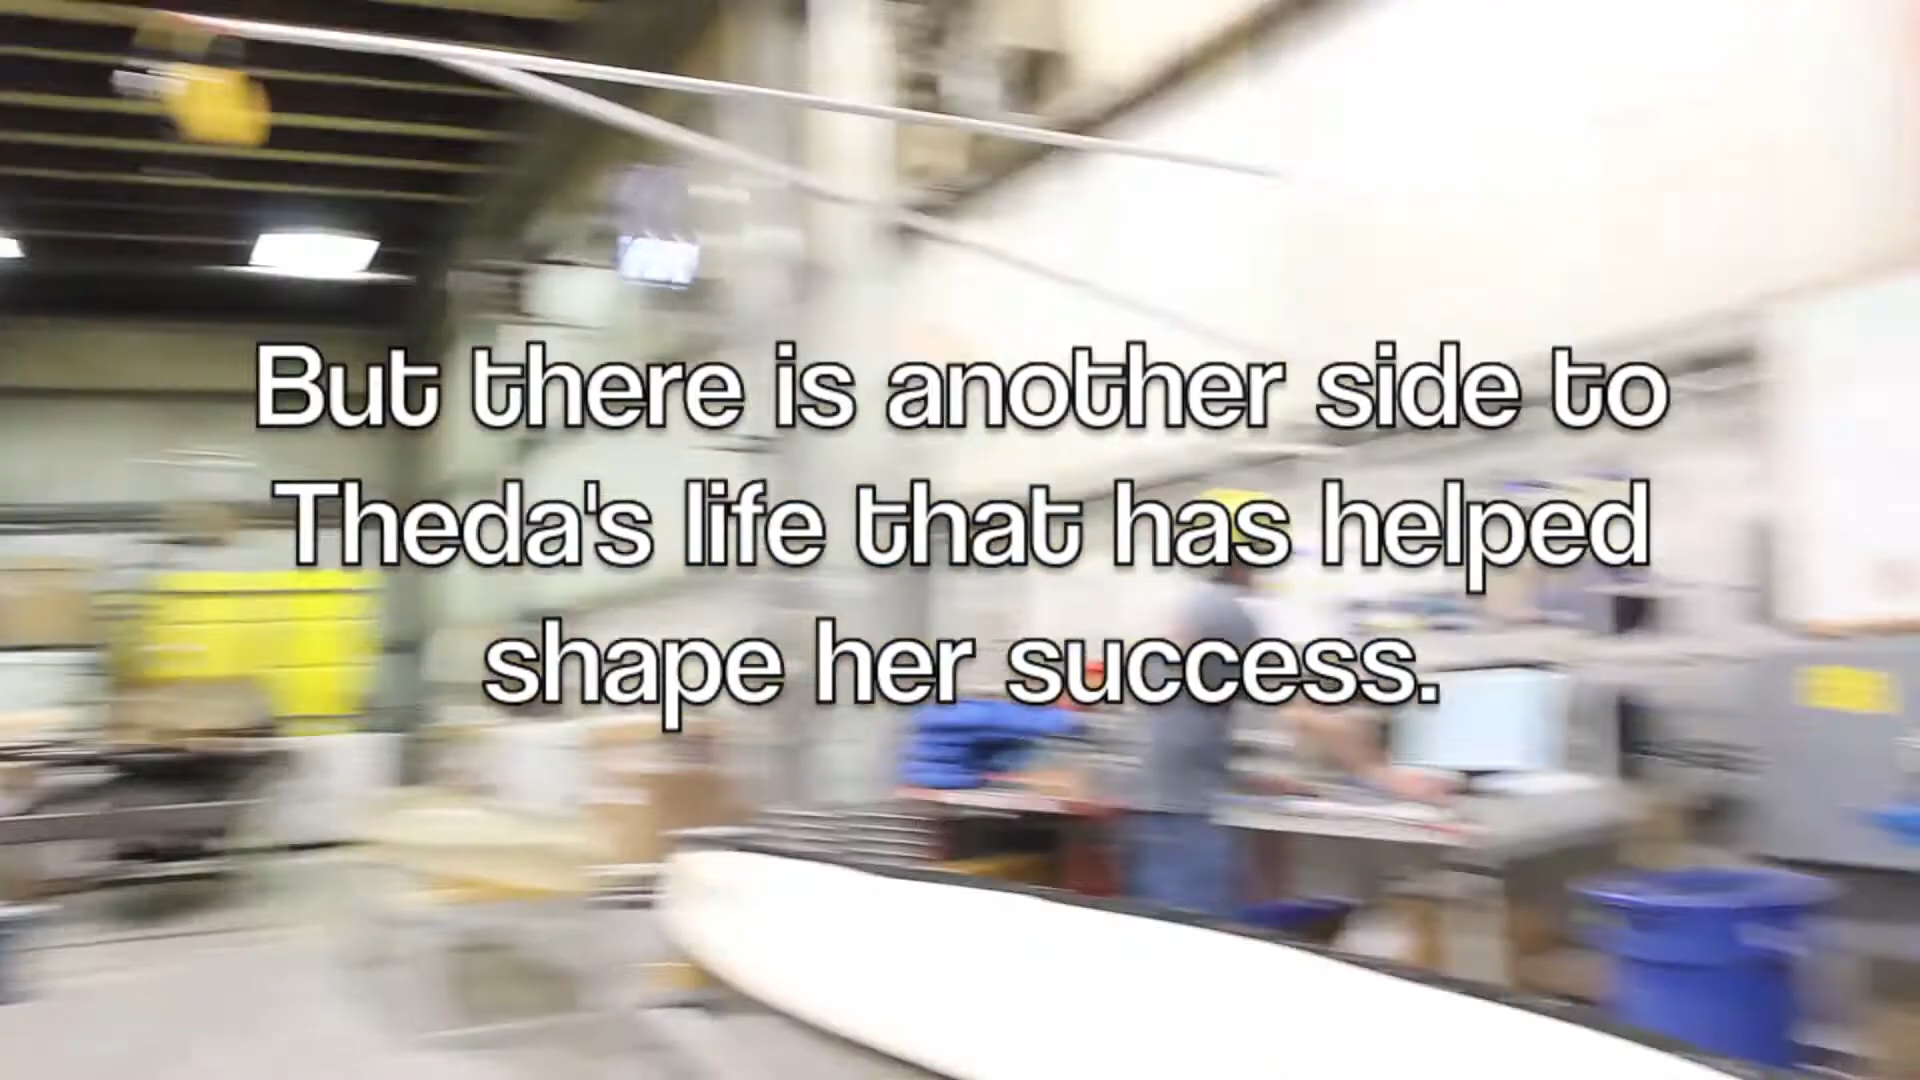 But there is another side to
Theda's life that has helped
shape her success.